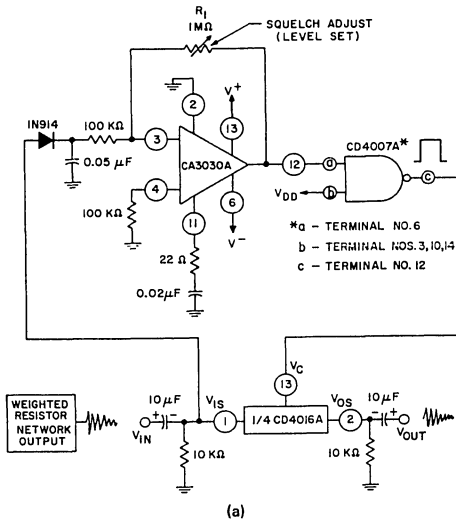 R1
1MΩ
SQUELCH ADJUST
(LEVEL SET)
2
V+
13
1N914
100 KΩ
3
CA3030A
12
a
CD4007A*
0.05 μF
4
6
VDD
b
c
100 KΩ
11
V-
*a - TERMINAL NO. 6
b - TERMINAL NOS. 3, 10, 14
c - TERMINAL NO. 12
22 Ω
0.02μF
VC
13
WEIGHTED
RESISTOR
NETWORK
OUTPUT
10 μF
+ -
VIN
VIS
1
1/4 CD4016A
VOS
2
10 μF
- +
VOUT
10 KΩ
10 KΩ
(a)